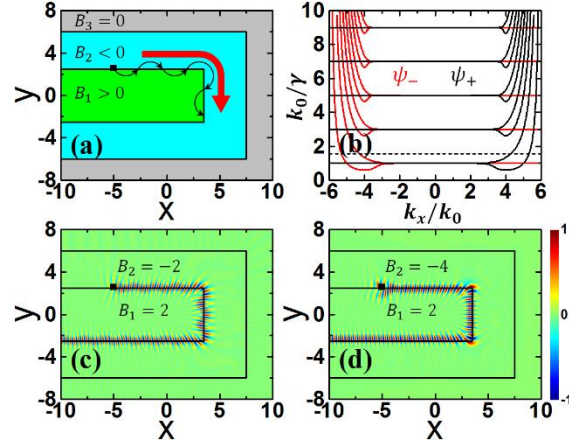 8
4
0
-4
-8
y
B₃ = 0
B₂ < 0
B₁ > 0
(a)
-10 -5 0 5 10
X
10
8
6
4
2
0
k₀/γ
ψ₋ ψ₊
(b)
-6 -4 -2 0 2 4 6
kₓ/k₀
8
4
0
-4
-8
y
B₂ = −2
B₁ = 2
(c)
-10 -5 0 5 10
X
8
4
0
-4
-8
y
B₂ = −4
B₁ = 2
(d)
-10 -5 0 5 10
X
1
0
-1